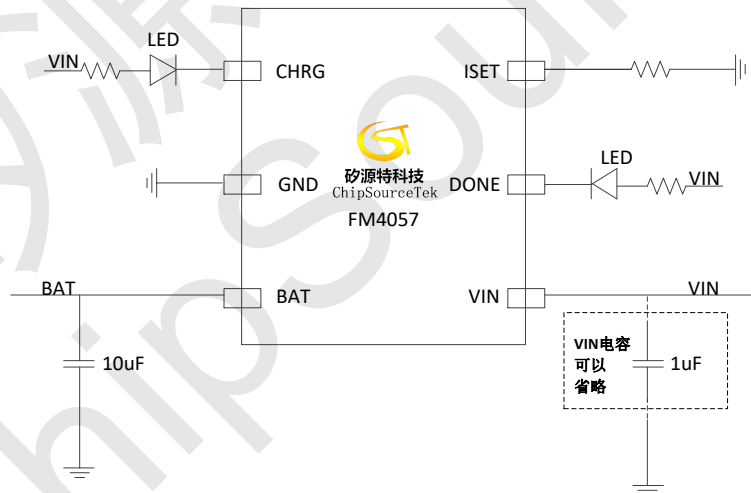 LED
VIN
CHRG
ISET
矽源特科技
ChipSourceTek
FM4057
GND
DONE
LED
VIN
BAT
BAT
VIN
VIN
10uF
VIN电容
可以
省略
1uF